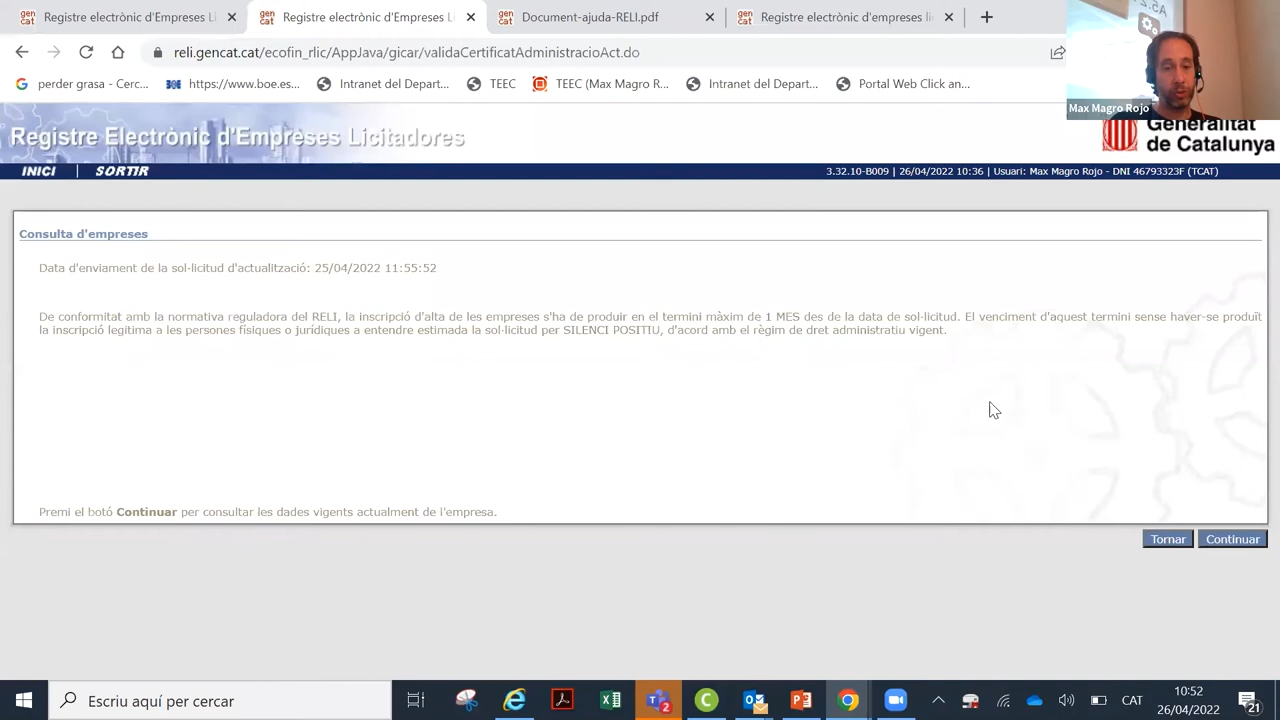 Registre electrònic d'Empreses Li
Registre electrònic d'Empreses L
Document-ajuda-RELI.pdf
Registre electrònic d'empreses li
reli.gencat.cat/ecofin_rlic/AppJava/gicar/validaCertificatAdministracioAct.do
perder grasa - Cerc...
https://www.boe.es...
Intranet del Depart...
TEEC
TEEC (Max Magro R...
Intranet del Depart...
Portal Web Click an...
Max Magro Rojo
Registre Electrònic d'Empreses Licitadores
Generalitat
de Catalunya
INICI | SORTIR
3.32.10-B009 | 26/04/2022 10:36 | Usuari: Max Magro Rojo - DNI 46793323F (TCAT)
Consulta d'empreses
Data d'enviament de la sol·licitud d'actualització: 25/04/2022 11:55:52
De conformitat amb la normativa reguladora del RELI, la inscripció d'alta de les empreses s'ha de produir en el termini màxim de 1 MES des de la data de sol·licitud. El venciment d'aquest termini sense haver-se produït
la inscripció legitima a les persones físiques o jurídiques a entendre estimada la sol·licitud per SILENCI POSITIU, d'acord amb el règim de dret administratiu vigent.
Premi el botó Continuar per consultar les dades vigents actualment de l'empresa.
Tornar
Continuar
Escriu aquí per cercar
CAT
10:52
26/04/2022
21